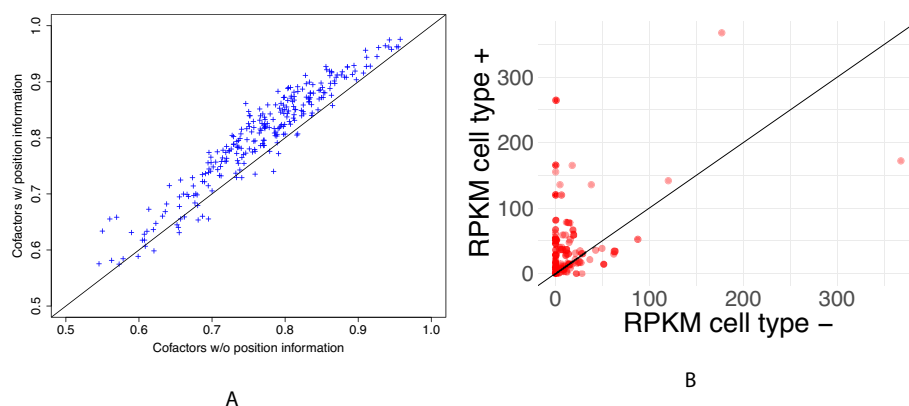 1.0
0.9
0.8
0.7
0.6
0.5
Cofactors w/ position information
0.5 0.6 0.7 0.8 0.9 1.0
Cofactors w/o position information
A
RPKM cell type +
300
200
100
0
0 100 200 300
RPKM cell type −
B